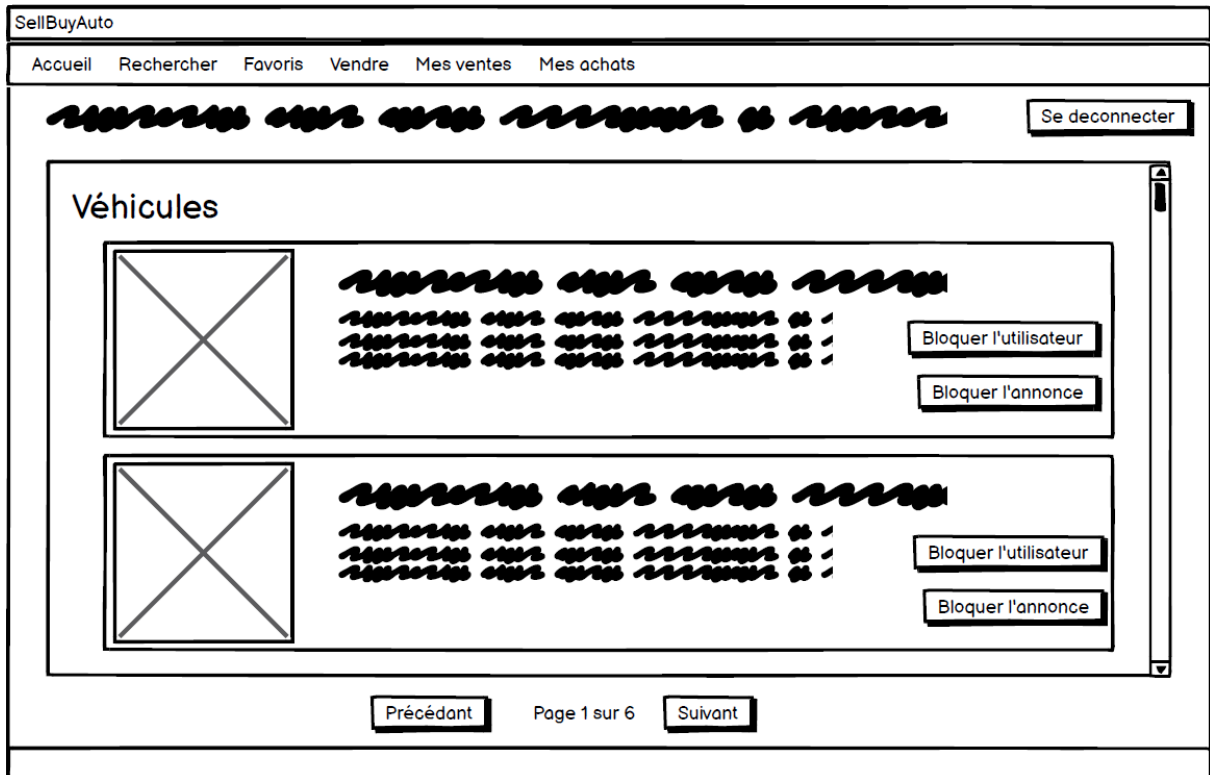 SellBuyAuto
Accueil Rechercher Favoris Vendre Mes ventes Mes achats
Se deconnecter
Véhicules
Bloquer l'utilisateur
Bloquer l'annonce
Bloquer l'utilisateur
Bloquer l'annonce
Précédant Page 1 sur 6 Suivant